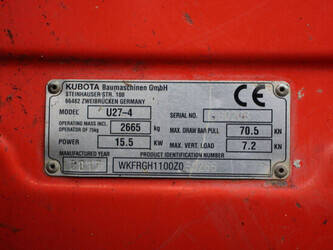 KUBOTA Baumaschinen GmbH
STEINHAUSER STR. 100
66482 ZWEIBRÜCKEN GERMANY
CE
MODEL U27-4 SERIAL NO.
OPERATING MASS INCL. OPERATOR OF 75kg 2665 kg MAX. DRAW BAR PULL 70.5 KN
POWER 15.5 kW MAX. VERT. LOAD 7.2 KN
MANUFACTURED YEAR PRODUCT IDENTIFICATION NUMBER
WKFRGH1100Z0